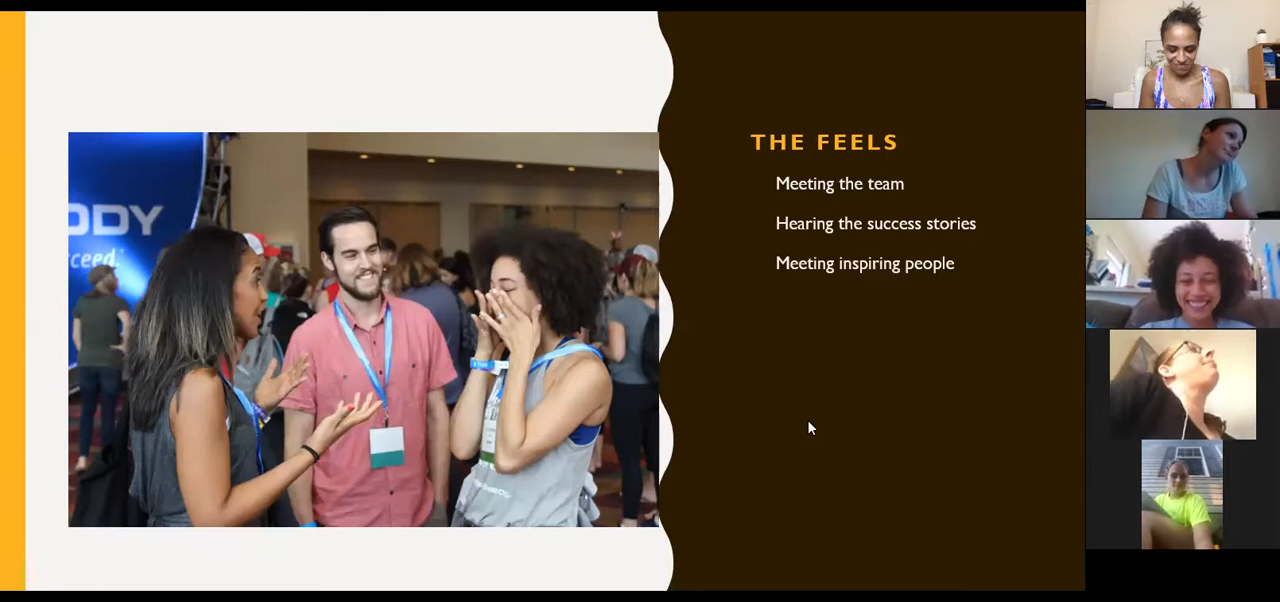 ODY
ceed.
THE FEELS
Meeting the team
Hearing the success stories
Meeting inspiring people